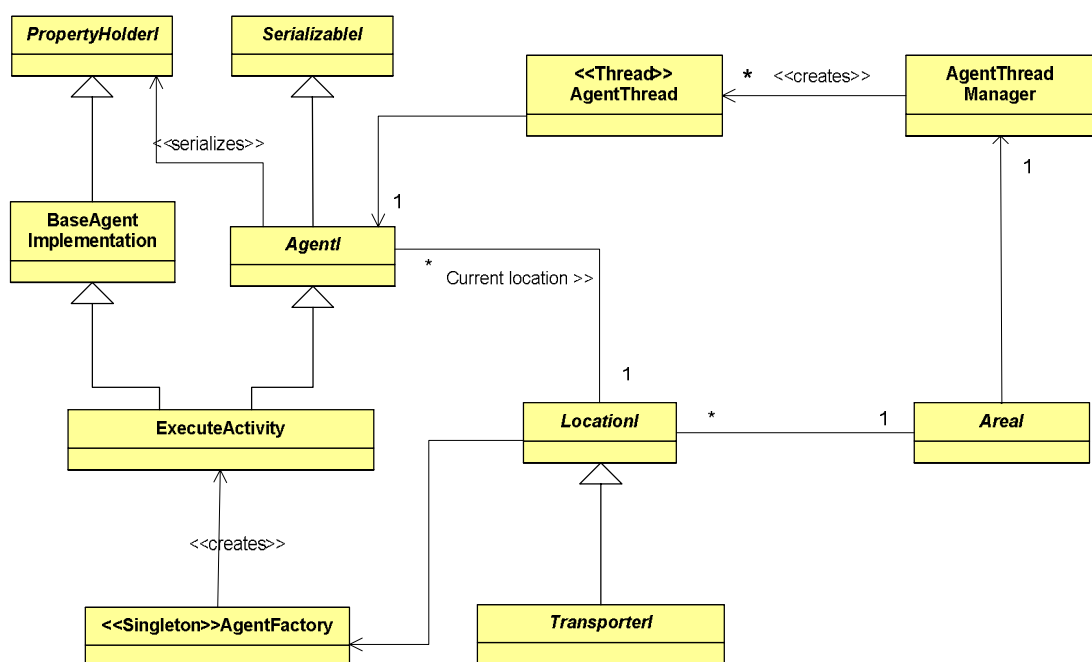 PropertyHolderI
SerializableI
<<Thread>>
AgentThread
*
<<creates>>
AgentThread
Manager
<<serializes>>
1
1
BaseAgent
Implementation
AgentI
*
Current location >>
1
ExecuteActivity
LocationI
*
1
AreaI
<<creates>>
<<Singleton>>AgentFactory
TransporterI